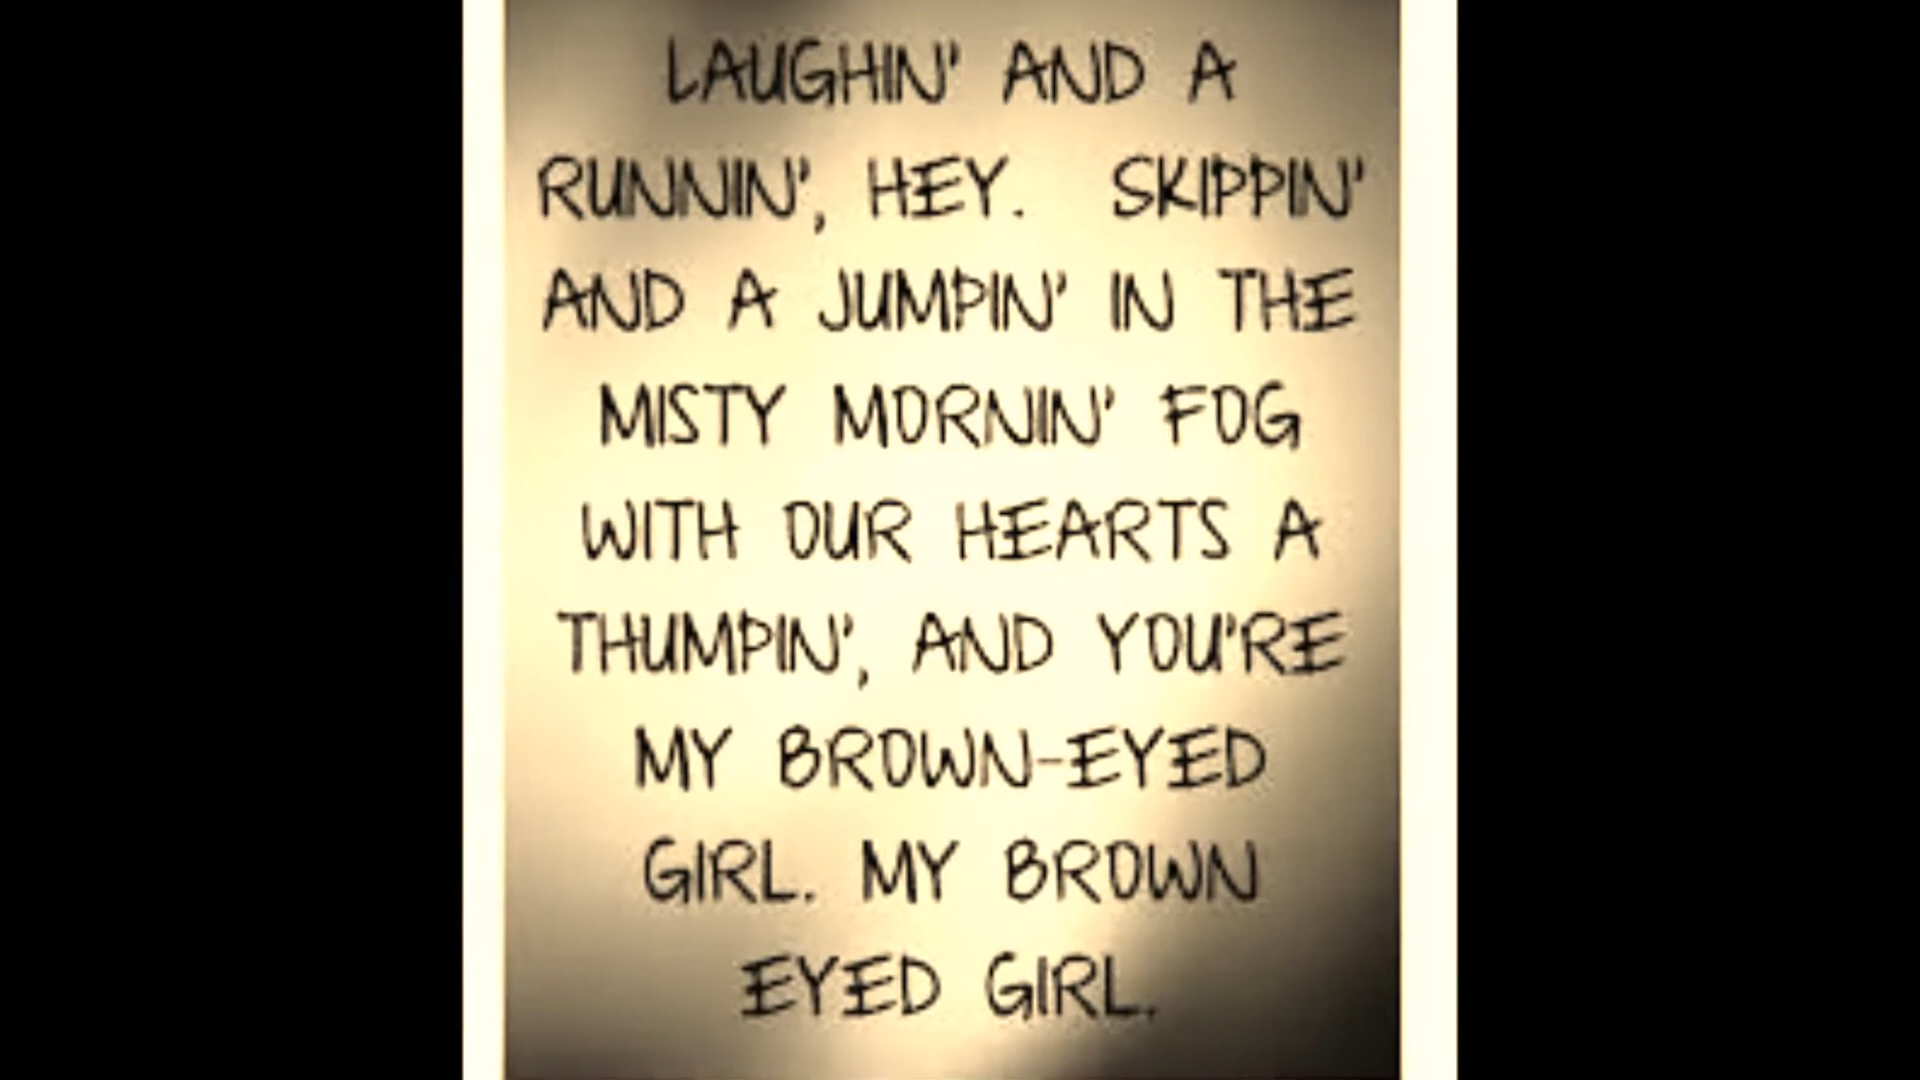 LAUGHIN' AND A
RUNNIN', HEY. SKIPPIN'
AND A JUMPIN' IN THE
MISTY MORNIN' FOG
WITH OUR HEARTS A
THUMPIN', AND YOU'RE
MY BROWN-EYED
GIRL. MY BROWN
EYED GIRL.